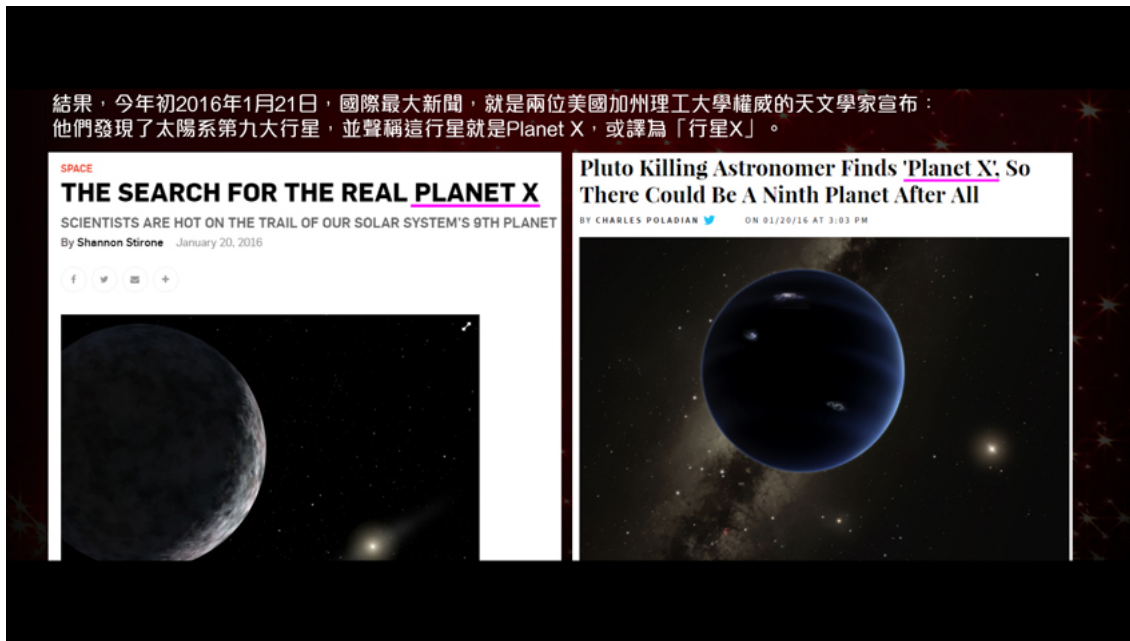 結果，今年初2016年1月21日，國際最大新聞，就是兩位美國加州理工大學權威的天文學家宣布：
他們發現了太陽系第九大行星，並聲稱這行星就是Planet X，或譯為「行星X」。
SPACE
THE SEARCH FOR THE REAL PLANET X
SCIENTISTS ARE HOT ON THE TRAIL OF OUR SOLAR SYSTEM'S 9TH PLANET
By Shannon Stirone January 20, 2016
Pluto Killing Astronomer Finds 'Planet X', So
There Could Be A Ninth Planet After All
BY CHARLES POLADIAN ON 01/20/16 AT 3:03 PM